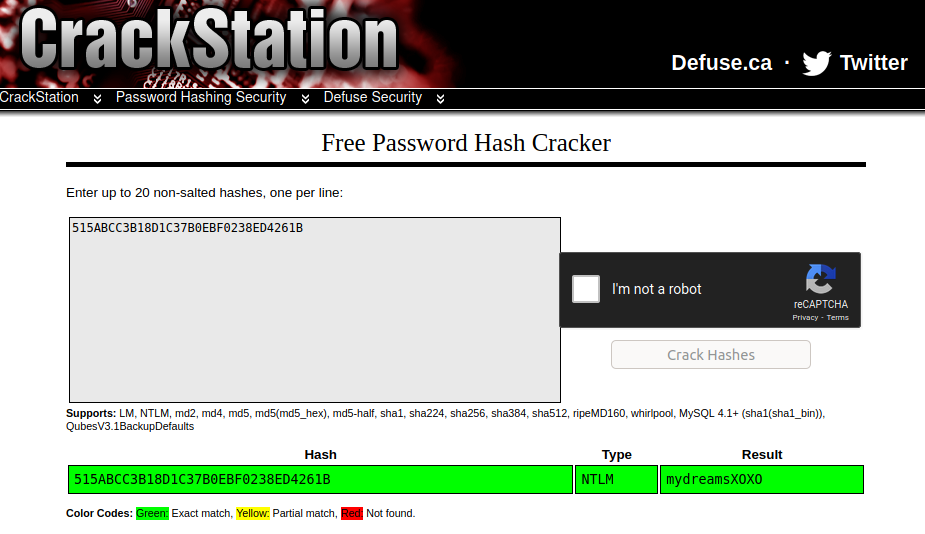 CrackStation
Defuse.ca · Twitter
CrackStation Password Hashing Security Defuse Security
Free Password Hash Cracker
Enter up to 20 non-salted hashes, one per line:
515ABCC3B18D1C37B0EBF0238ED4261B
I'm not a robot
reCAPTCHA
Privacy - Terms
Crack Hashes
Supports: LM, NTLM, md2, md4, md5, md5(md5_hex), md5-half, sha1, sha224, sha256, sha384, sha512, ripeMD160, whirlpool, MySQL 4.1+ (sha1(sha1_bin)),
QubesV3.1BackupDefaults
Hash Type Result
515ABCC3B18D1C37B0EBF0238ED4261B NTLM mydreamsXOXO
Color Codes: Green: Exact match, Yellow: Partial match, Red: Not found.